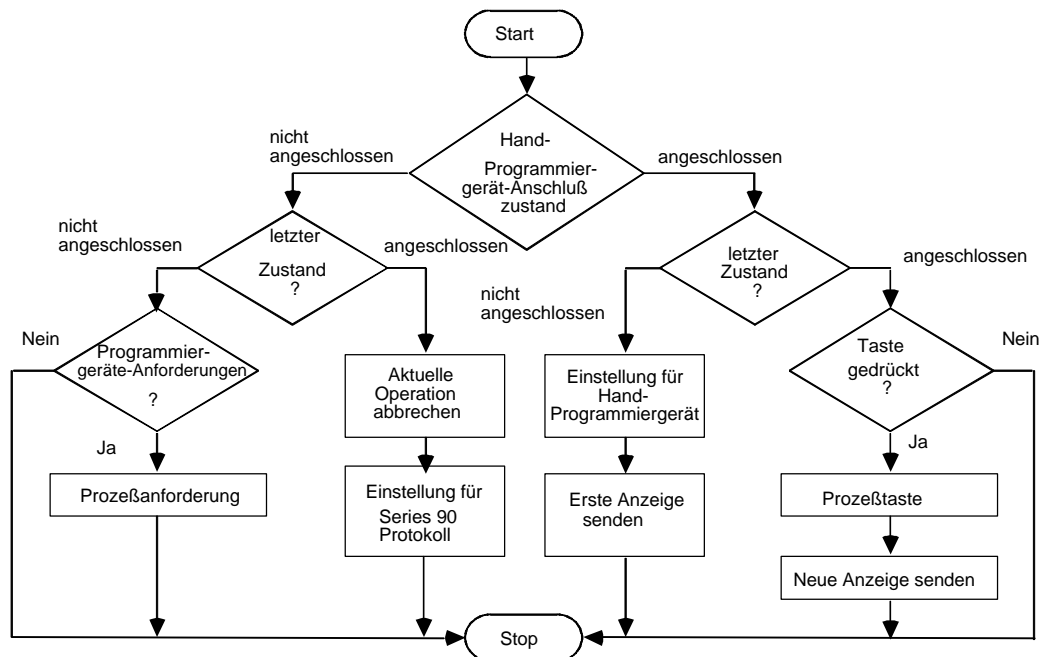 Start
nicht
angeschlossen
Hand-
Programmier-
gerät-Anschluß
zustand
angeschlossen
nicht
angeschlossen
letzter
Zustand
?
angeschlossen
letzter
Zustand
?
angeschlossen
nicht
angeschlossen
Nein
Programmier-
geräte-Anforderungen
?
Ja
Aktuelle
Operation
abbrechen
Einstellung für
Hand-
Programmiergerät
Taste
gedrückt
?
Nein
Ja
Prozeßanforderung
Einstellung für
Series 90
Protokoll
Erste Anzeige
senden
Prozeßtaste
Neue Anzeige senden
Stop